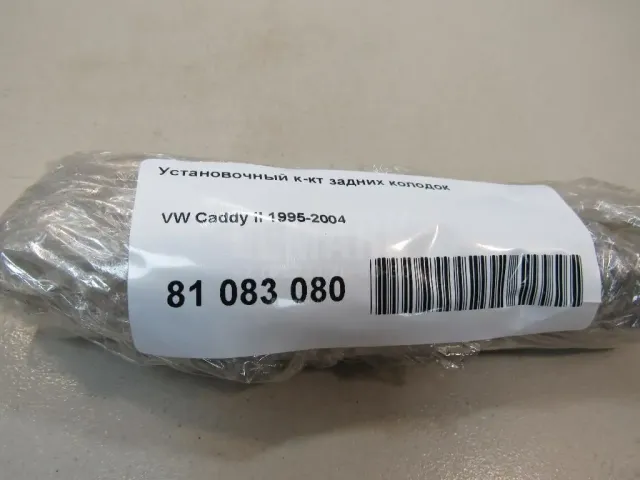 Установочный к-кт задних колодок
VW Caddy ii 1995-2004
81 083 080